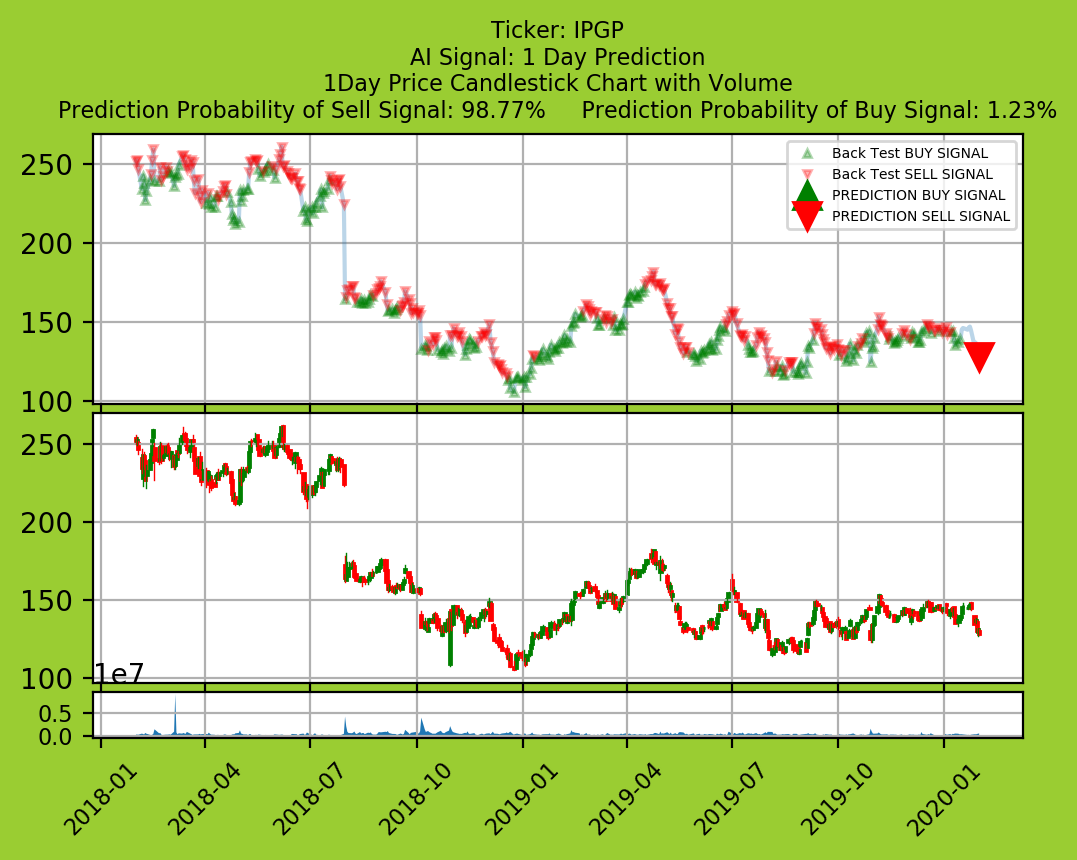 Ticker: IPGP
AI Signal: 1 Day Prediction
1Day Price Candlestick Chart with Volume
Prediction Probability of Sell Signal: 98.77%     Prediction Probability of Buy Signal: 1.23%
250
200
150
100
Back Test BUY SIGNAL
Back Test SELL SIGNAL
PREDICTION BUY SIGNAL
PREDICTION SELL SIGNAL
250
200
150
100
1e7
0.5
0.0
2018-01
2018-04
2018-07
2018-10
2019-01
2019-04
2019-07
2019-10
2020-01